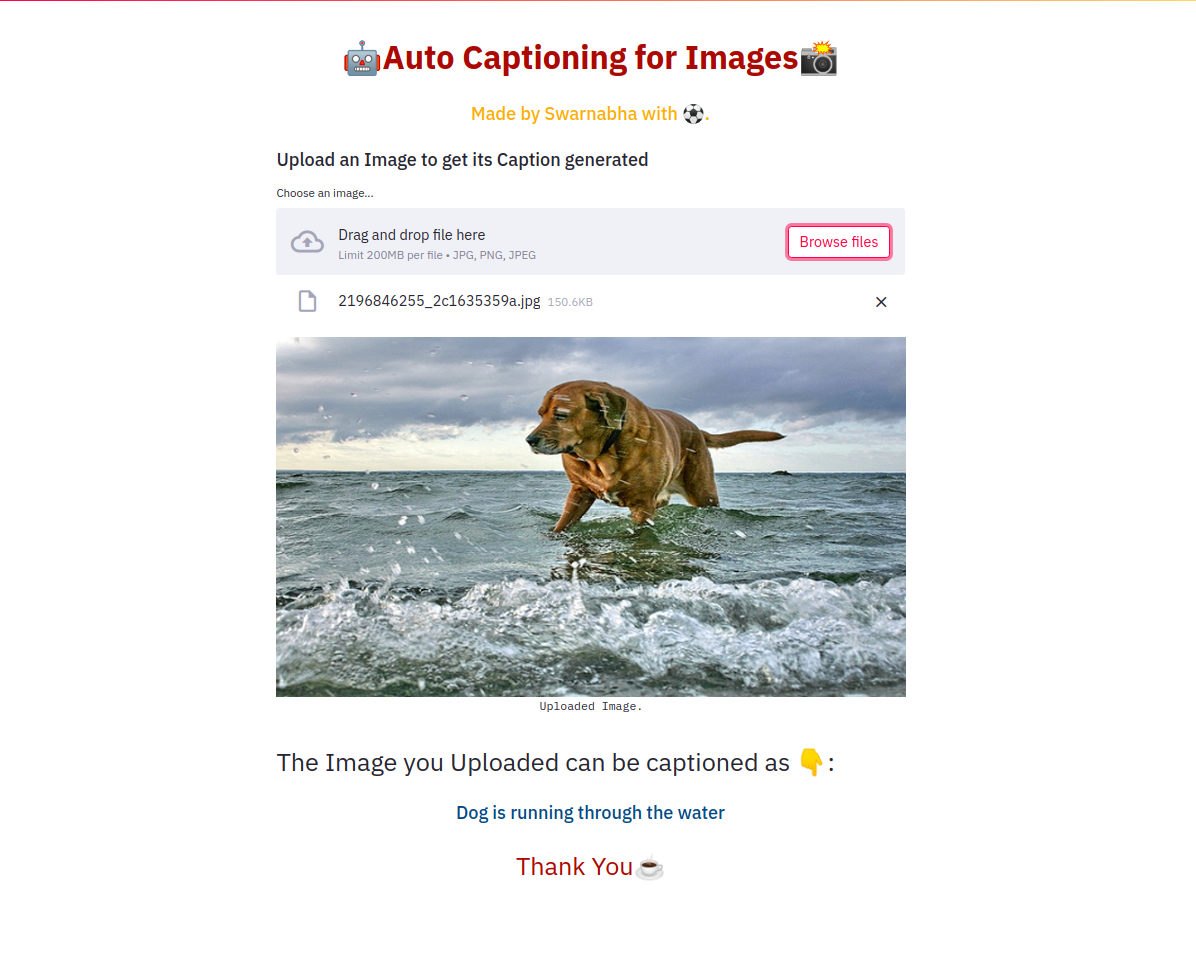 🤖Auto Captioning for Images📸
Made by Swarnabha with ⚽.
Upload an Image to get its Caption generated
Choose an image...
Drag and drop file here
Limit 200MB per file • JPG, PNG, JPEG
Browse files
2196846255_2c1635359a.jpg 150.6KB
Uploaded Image.
The Image you Uploaded can be captioned as 👇:
Dog is running through the water
Thank You☕